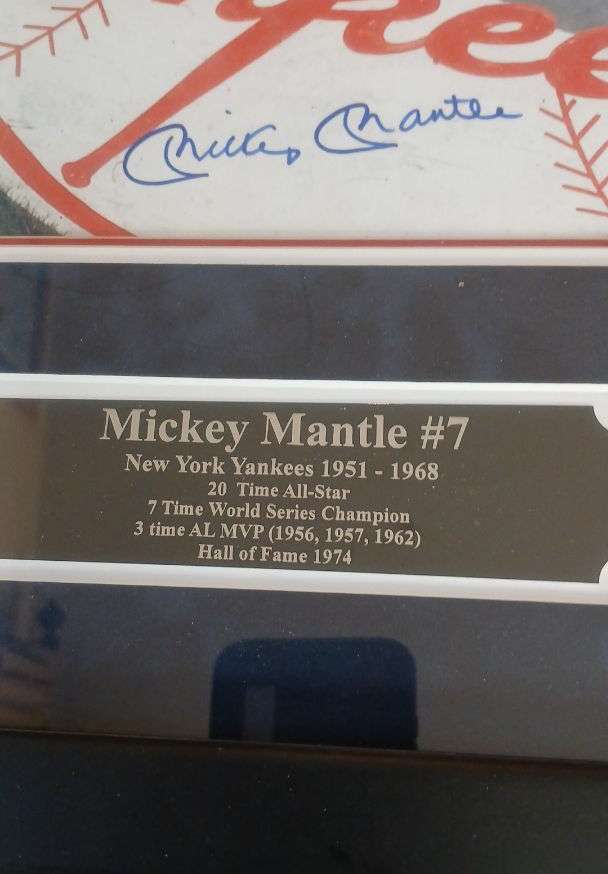 Mickey Mantle
Mickey Mantle #7
New York Yankees 1951 - 1968
20 Time All-Star
7 Time World Series Champion
3 time AL MVP (1956, 1957, 1962)
Hall of Fame 1974